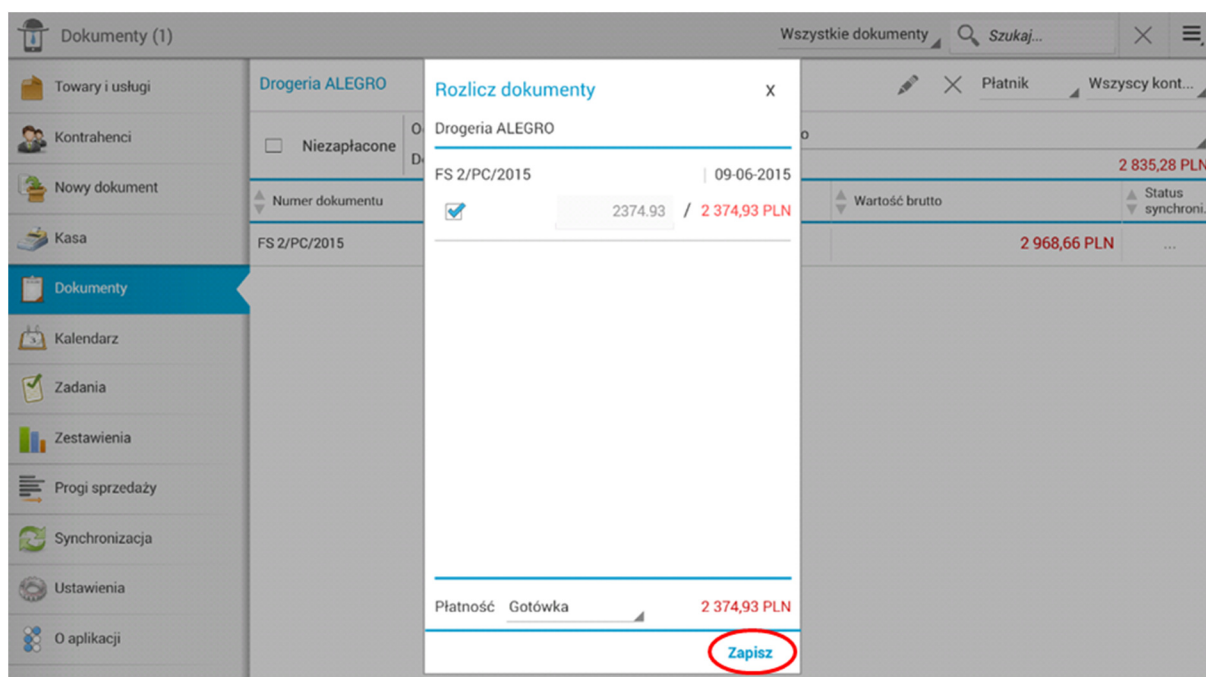 Dokumenty (1)
Wszystkie dokumenty
Szukaj...
Towary i usługi
Kontrahenci
Nowy dokument
Kasa
Dokumenty
Kalendarz
Zadania
Zestawienia
Progi sprzedaży
Synchronizacja
Ustawienia
O aplikacji
Drogeria ALEGRO
Płatnik
Wszyscy kont...
Niezapłacone
2 835,28 PLN
Numer dokumentu
Wartość brutto
Status
synchroni.
FS 2/PC/2015
2 968,66 PLN
...
Rozlicz dokumenty
X
Drogeria ALEGRO
FS 2/PC/2015
09-06-2015
2374.93 / 2 374,93 PLN
Płatność Gotówka 2 374,93 PLN
Zapisz